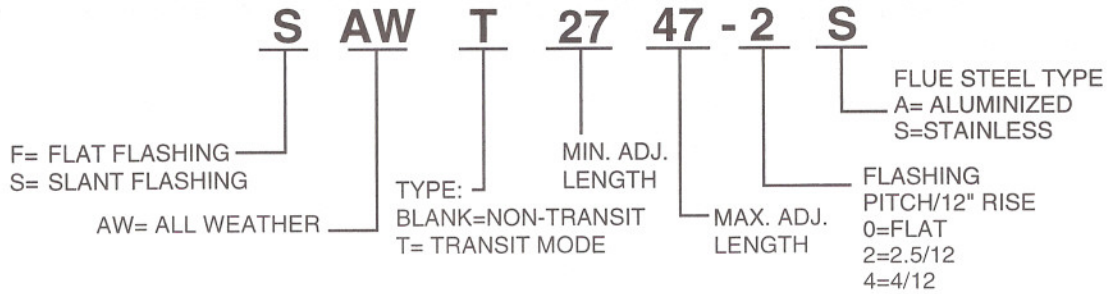 S AW T 27 47 - 2 S
FLUE STEEL TYPE
A= ALUMINIZED
S=STAINLESS
F= FLAT FLASHING
S= SLANT FLASHING
AW= ALL WEATHER
TYPE:
BLANK=NON-TRANSIT
T= TRANSIT MODE
MIN. ADJ.
LENGTH
MAX. ADJ.
LENGTH
FLASHING
PITCH/12" RISE
0=FLAT
2=2.5/12
4=4/12